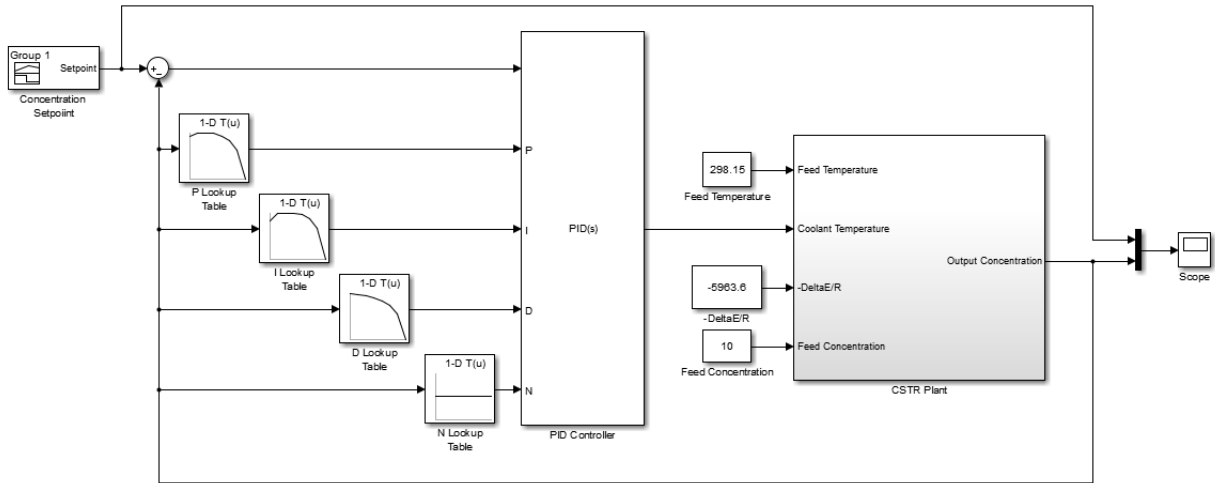 Group 1
Setpoint
Concentration
Setpoiint
+
−
1-D T(u)
P Lookup
Table
1-D T(u)
I Lookup
Table
1-D T(u)
D Lookup
Table
1-D T(u)
N Lookup
Table
P
I
D
N
PID(s)
PID Controller
298.15
Feed Temperature
-5963.6
-DeltaE/R
10
Feed Concentration
Feed Temperature
Coolant Temperature
-DeltaE/R
Feed Concentration
Output Concentration
CSTR Plant
Scope